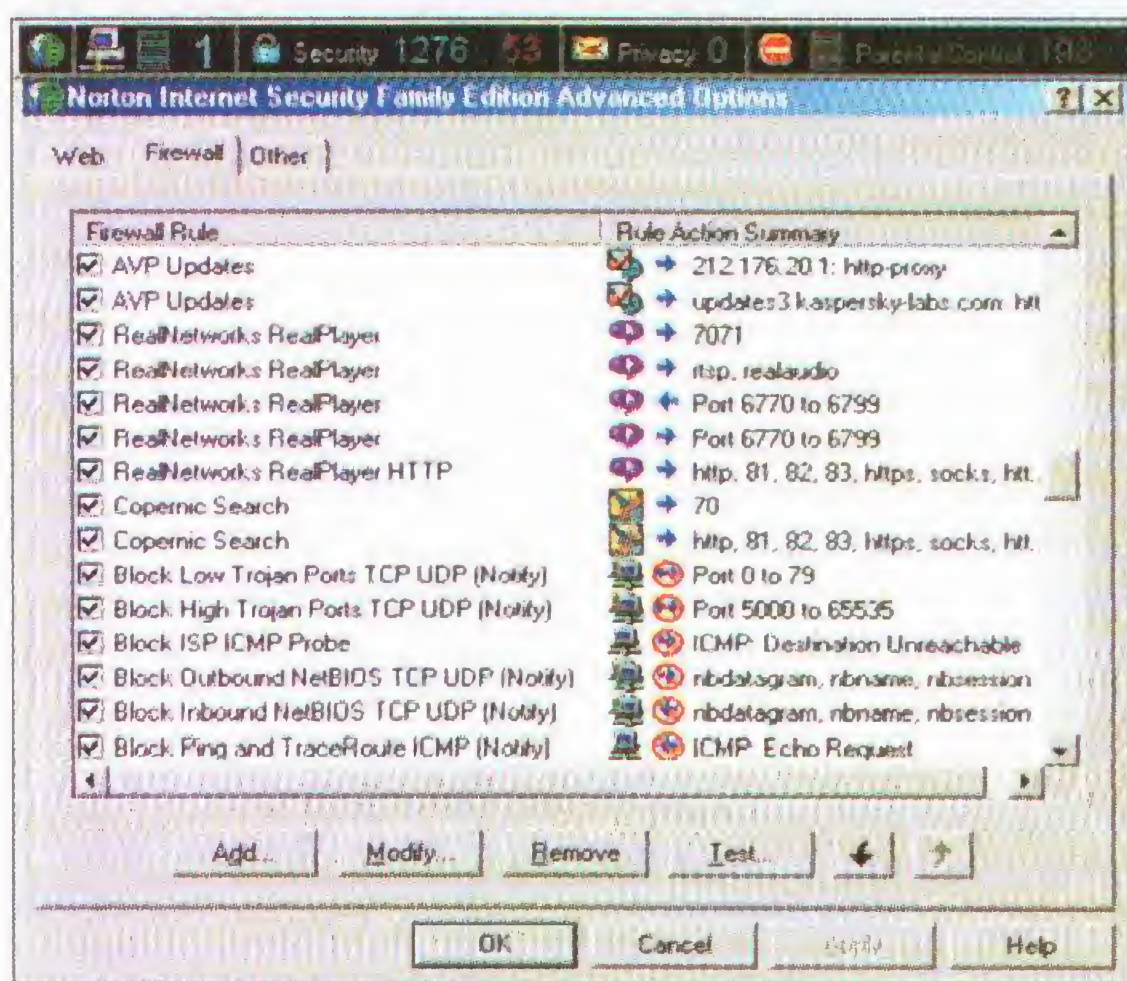 1 Security 1276 53 Privacy 0 Parental Control 198
Norton Internet Security Family Edition Advanced Options
Web Firewall Other
Firewall Rule Rule Action Summary
AVP Updates 212.176.20.1: http-proxy
AVP Updates updates3.kaspersky-labs.com: htt
RealNetworks RealPlayer 7071
RealNetworks RealPlayer rtsp, realaudio
RealNetworks RealPlayer Port 6770 to 6799
RealNetworks RealPlayer Port 6770 to 6799
RealNetworks RealPlayer HTTP http, 81, 82, 83, https, socks, htt.
Copernic Search 70
Copernic Search http, 81, 82, 83, https, socks, htt.
Block Low Trojan Ports TCP UDP (Notify) Port 0 to 79
Block High Trojan Ports TCP UDP (Notify) Port 5000 to 65535
Block ISP ICMP Probe ICMP: Destination Unreachable
Block Outbound NetBIOS TCP UDP (Notify) nbdatagram, nbname, nbsession
Block Inbound NetBIOS TCP UDP (Notify) nbdatagram, nbname, nbsession
Block Ping and TraceRoute ICMP (Notify) ICMP: Echo Request
Add... Modify... Remove Test...
OK Cancel Apply Help